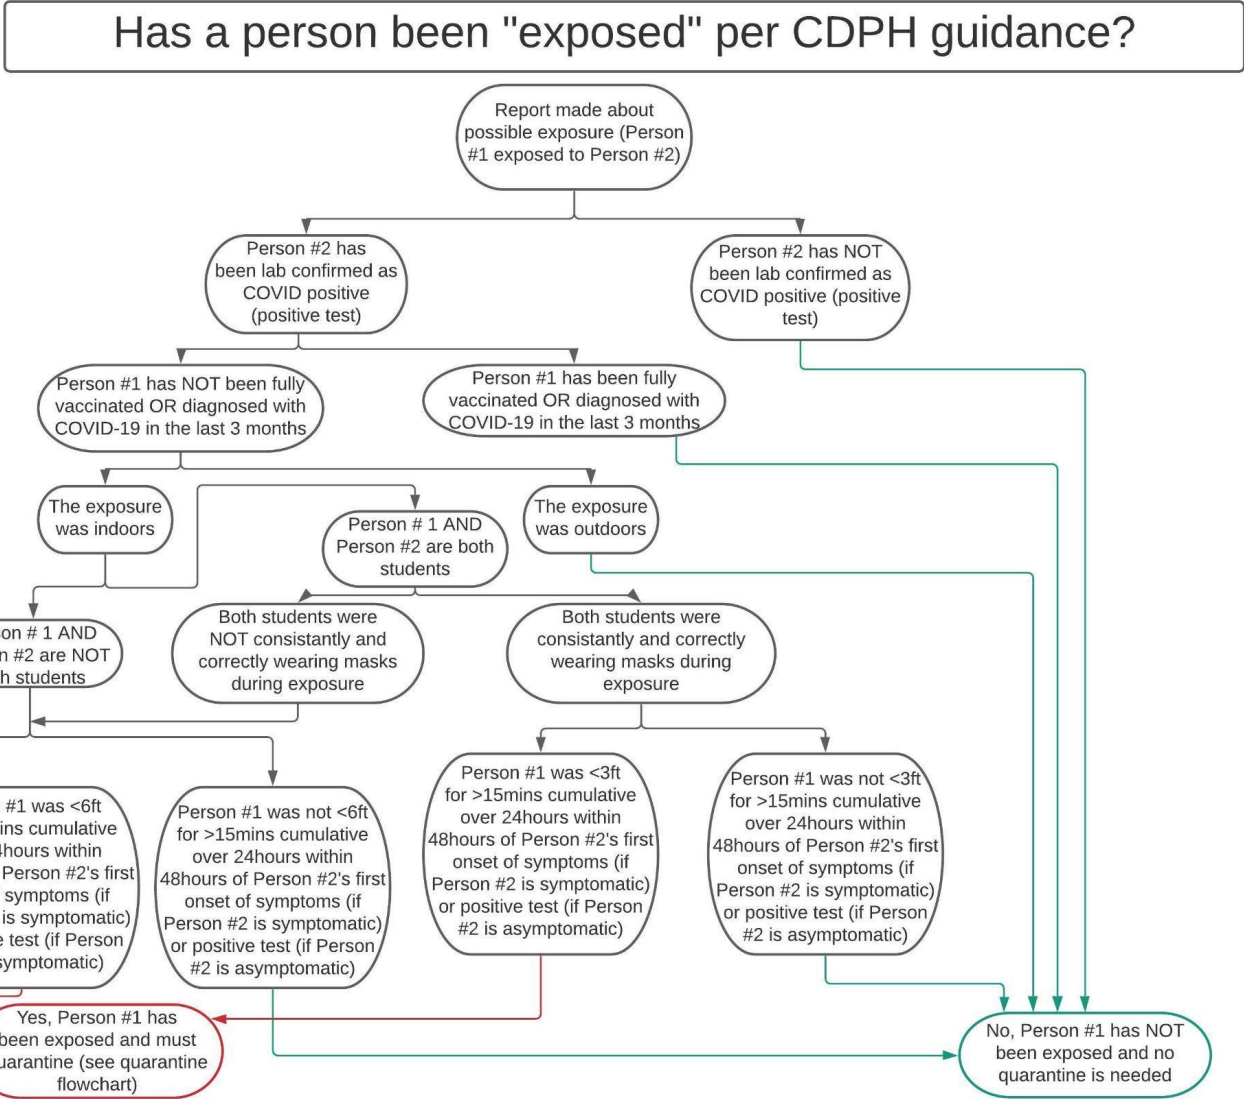 Has a person been "exposed" per CDPH guidance?
Report made about
possible exposure (Person
#1 exposed to Person #2)
Person #2 has
been lab confirmed as
COVID positive
(positive test)
Person #2 has NOT
been lab confirmed as
COVID positive (positive
test)
Person #1 has NOT been fully
vaccinated OR diagnosed with
COVID-19 in the last 3 months
Person #1 has been fully
vaccinated OR diagnosed with
COVID-19 in the last 3 months
The exposure
was indoors
Person # 1 AND
Person #2 are both
students
The exposure
was outdoors
# 1 AND
#2 are NOT
students
Both students were
NOT consistantly and
correctly wearing masks
during exposure
Both students were
consistantly and correctly
wearing masks during
exposure
#1 was <6ft
cumulative
within
Person #2's first
symptoms (if
is symptomatic)
test (if Person
Person #1 was not <6ft
for >15mins cumulative
over 24hours within
48hours of Person #2's first
onset of symptoms (if
Person #2 is symptomatic)
or positive test (if Person
#2 is asymptomatic)
Person #1 was <3ft
for >15mins cumulative
over 24hours within
48hours of Person #2's first
onset of symptoms (if
Person #2 is symptomatic)
or positive test (if Person
#2 is asymptomatic)
Person #1 was not <3ft
for >15mins cumulative
over 24hours within
48hours of Person #2's first
onset of symptoms (if
Person #2 is symptomatic)
or positive test (if Person
#2 is asymptomatic)
Yes, Person #1 has
been exposed and must
(see quarantine
flowchart)
No, Person #1 has NOT
been exposed and no
quarantine is needed